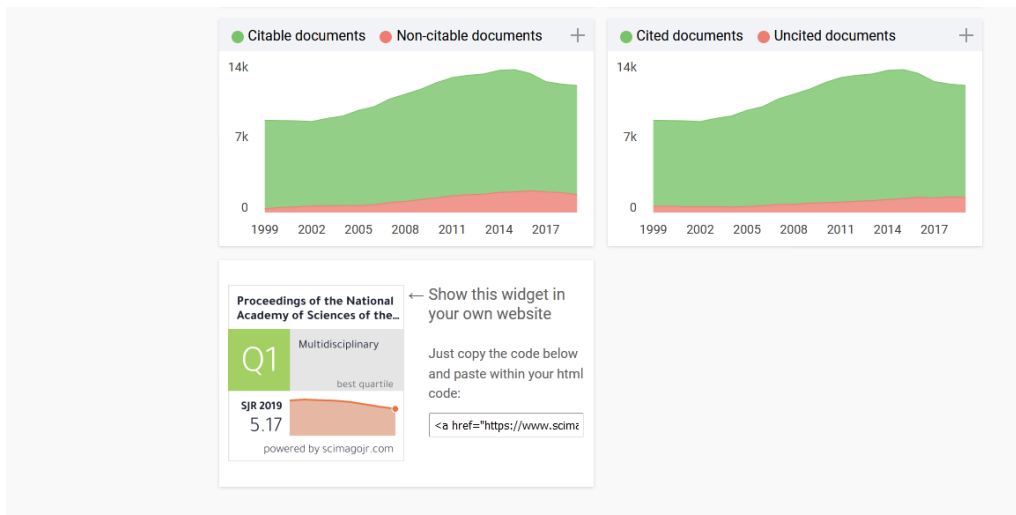 Citable documents Non-citable documents +
14k
7k
0
1999 2002 2005 2008 2011 2014 2017
Cited documents Uncited documents +
14k
7k
0
1999 2002 2005 2008 2011 2014 2017
Proceedings of the National
Academy of Sciences of the...
Q1
Multidisciplinary
best quartile
SJR 2019
5.17
powered by scimagojr.com
← Show this widget in
your own website
Just copy the code below
and paste within your html
code:
<a href="https://www.scima